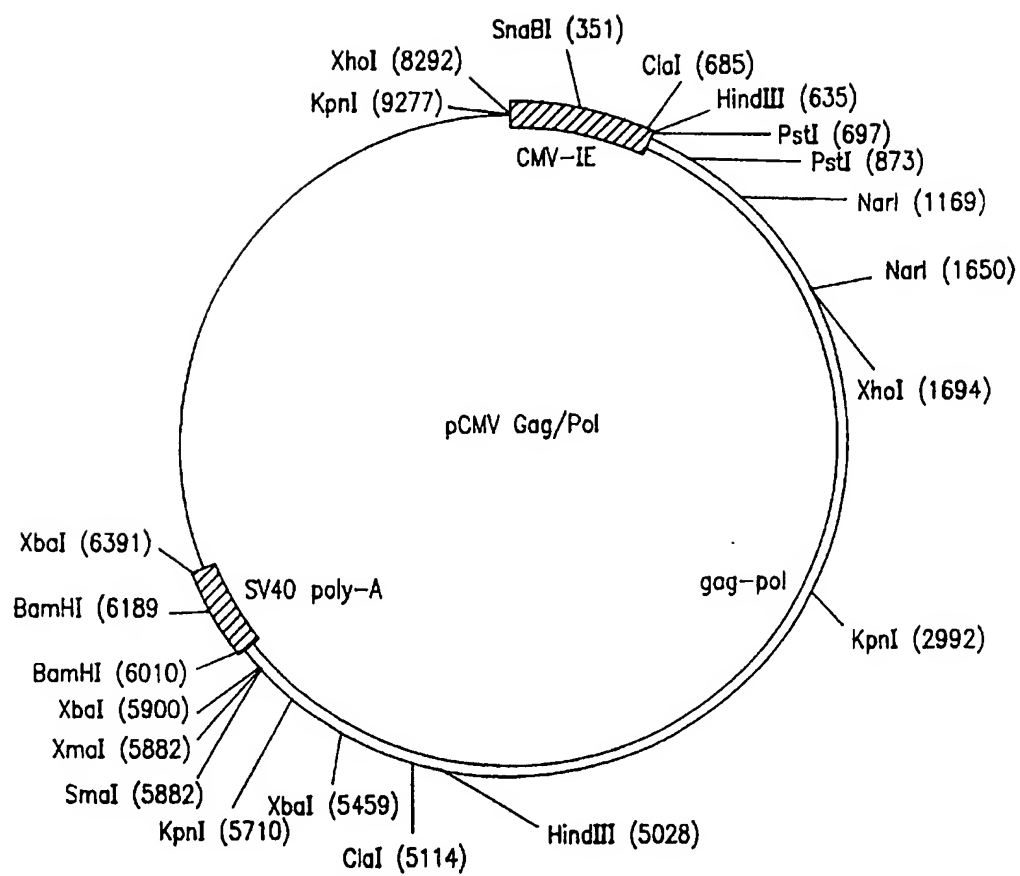 SnaBI (351)
XhoI (8292)
ClaI (685)
KpnI (9277)
HindIII (635)
PstI (697)
CMV-IE
PstI (873)
NarI (1169)
NarI (1650)
XhoI (1694)
pCMV Gag/Pol
XbaI (6391)
SV40 poly-A
gag-pol
BamHI (6189
KpnI (2992)
BamHI (6010)
XbaI (5900)
XmaI (5882)
SmaI (5882)
XbaI (5459)
KpnI (5710)
HindIII (5028)
ClaI (5114)